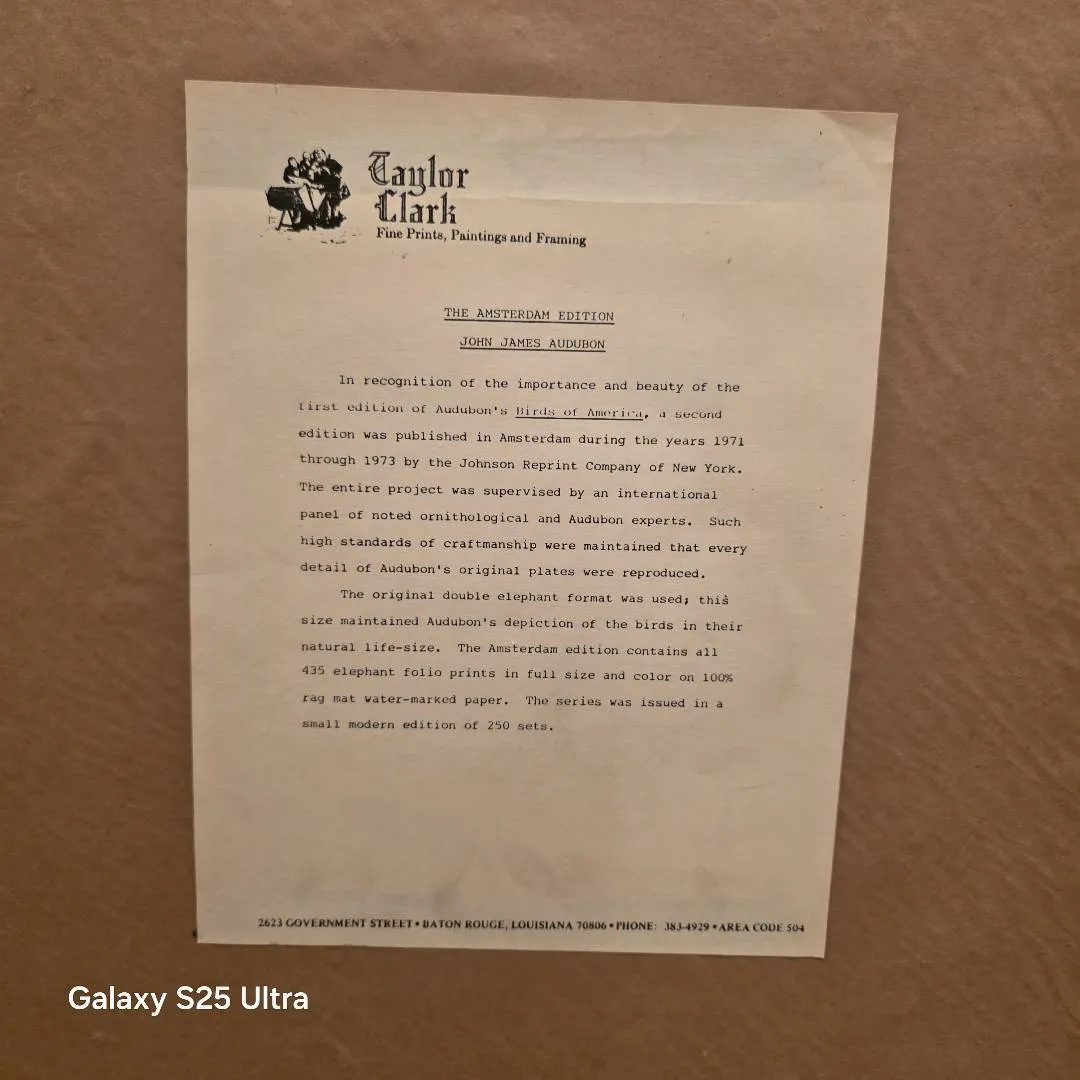 Taylor
Clark
Fine Prints, Paintings and Framing
THE AMSTERDAM EDITION
JOHN JAMES AUDUBON
In recognition of the importance and beauty of the
first edition of Audubon's Birds of America, a second
edition was published in Amsterdam during the years 1971
through 1973 by the Johnson Reprint Company of New York.
The entire project was supervised by an international
panel of noted ornithological and Audubon experts. Such
high standards of craftmanship were maintained that every
detail of Audubon's original plates were reproduced.
The original double elephant format was used; this
size maintained Audubon's depiction of the birds in their
natural life-size. The Amsterdam edition contains all
435 elephant folio prints in full size and color on 100%
rag mat water-marked paper. The series was issued in a
small modern edition of 250 sets.
2623 GOVERNMENT STREET • BATON ROUGE, LOUISIANA 70806 • PHONE: 383-4929 • AREA CODE 504
Galaxy S25 Ultra